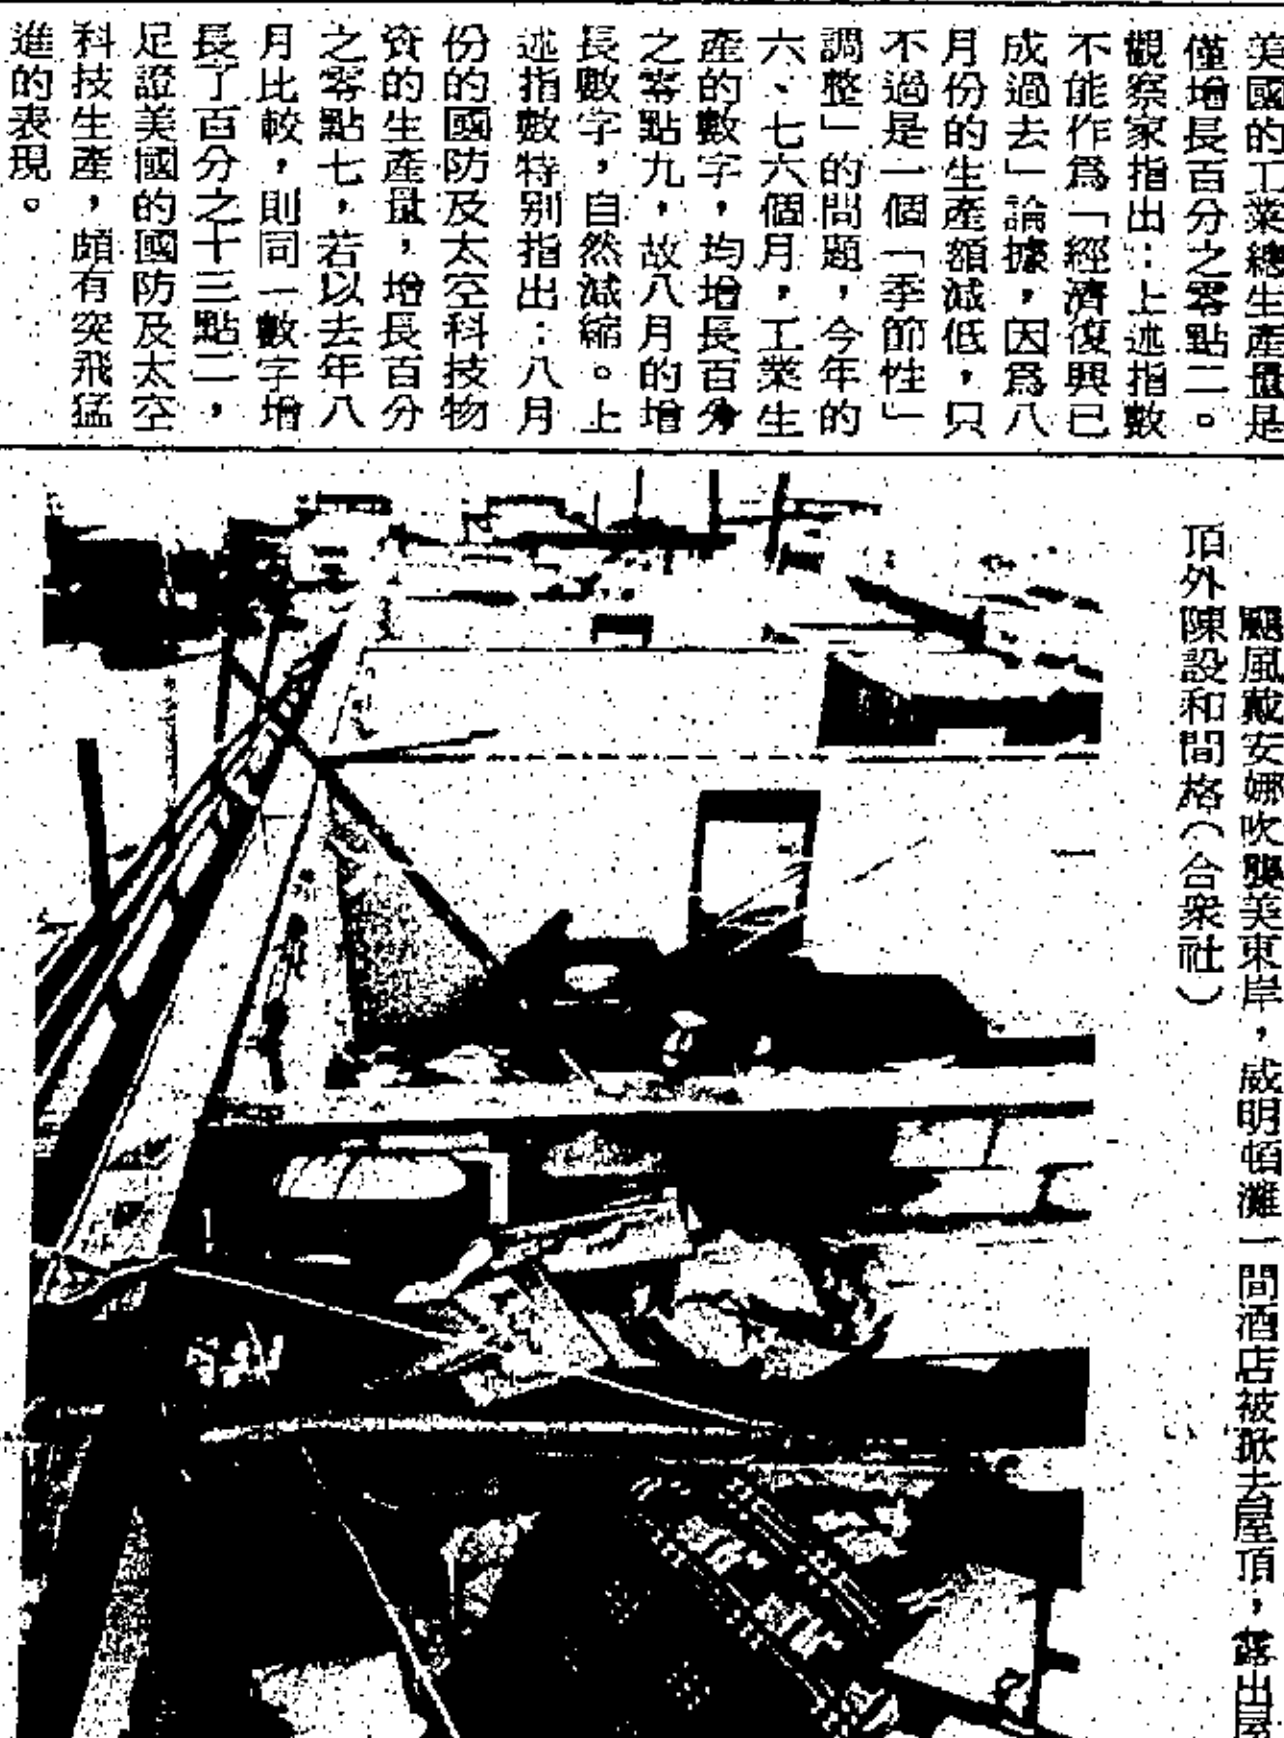 美國的工業總生產量是
僅增長百分之零點二。
觀察家指出：上述指數
不能作爲「經濟復興已
成過去」論據，因爲八
月份的生產額減低，只
不過是一個「季節性」
調整」的問題，今年的
六、七六個月，工業生
產的數字，均增長百分
之零點九，故八月的增
長數字，自然減縮。上
述指數特別指出：八月
份的國防及太空科技物
資的生產量，增長百分
之零點七，若以去年八
月比較，則同一數字增
長了百分之十三點二，
足證美國的國防及太空
科技生產，頗有突飛猛
進的表現。
颶風戴安娜吹襲美東岸，威明頓灘一間酒店被掀去屋頂，露出屋
頂外陳設和間格（合衆社）